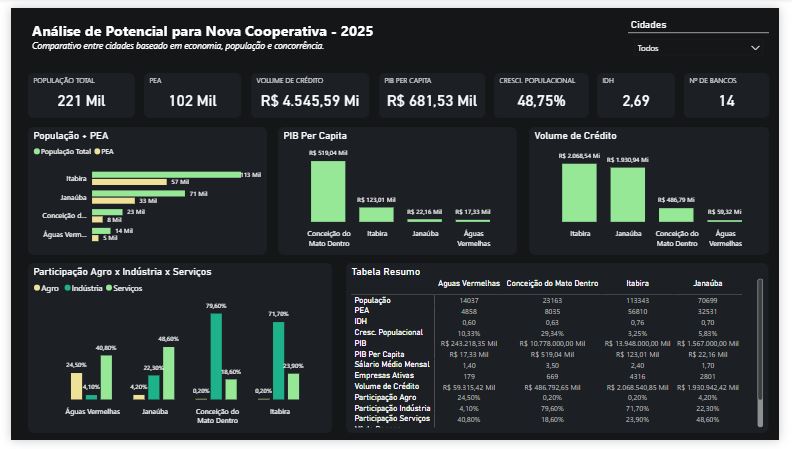 Análise de Potencial para Nova Cooperativa - 2025
Comparativo entre cidades baseado em economia, população e concorrência.
Cidades
Todos
POPULAÇÃO TOTAL
221 Mil
PEA
102 Mil
VOLUME DE CRÉDITO
R$ 4.545,59 Mi
PIB PER CAPITA
R$ 681,53 Mil
CRESCI. POPULACIONAL
48,75%
IDH
2,69
Nº DE BANCOS
14
População + PEA
População Total PEA
Itabira 113 Mil
57 Mil
Janaúba 71 Mil
33 Mil
Conceição d... 23 Mil
8 Mil
Águas Verm... 14 Mil
5 Mil
PIB Per Capita
R$ 519,04 Mil
R$ 123,01 Mil
R$ 22,16 Mil
R$ 17,33 Mil
Conceição do Mato Dentro
Itabira
Janaúba
Águas Vermelhas
Volume de Crédito
R$ 2.068,54 Mi
R$ 1.930,94 Mi
R$ 486,79 Mi
R$ 59,32 Mi
Itabira
Janaúba
Conceição do Mato Dentro
Águas Vermelhas
Participação Agro x Indústria x Serviços
Agro Indústria Serviços
24,50% 4,10% 40,80%
4,20% 22,30% 48,60%
0,20% 79,60% 18,60%
0,20% 71,70% 23,90%
Águas Vermelhas
Janaúba
Conceição do Mato Dentro
Itabira
Tabela Resumo
Águas Vermelhas Conceição do Mato Dentro Itabira Janaúba
População 14037 23163 113343 70699
PEA 4858 8035 56810 32531
IDH 0,60 0,63 0,76 0,70
Cresc. Populacional 10,33% 29,34% 3,25% 5,83%
PIB R$ 243.218,35 Mil R$ 10.778.000,00 Mil R$ 13.948.000,00 Mil R$ 1.567.000,00 Mil
PIB Per Capita R$ 17,33 Mil R$ 519,04 Mil R$ 123,01 Mil R$ 22,16 Mil
Sálario Médio Mensal 1,40 3,50 2,40 1,70
Empresas Ativas 179 669 4316 2801
Volume de Crédito R$ 59.315,42 Mil R$ 486.792,65 Mil R$ 2.068.540,85 Mil R$ 1.930.942,42 Mil
Participação Agro 24,50% 0,20% 0,20% 4,20%
Participação Indústria 4,10% 79,60% 71,70% 22,30%
Participação Serviços 40,80% 18,60% 23,90% 48,60%